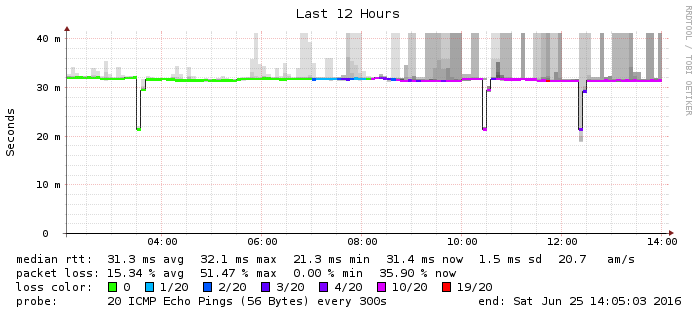 Last 12 Hours
RRDTOOL / TOBI OETIKER
Seconds
40 m
30 m
20 m
10 m
0
04:00 06:00 08:00 10:00 12:00 14:00
median rtt: 31.3 ms avg 32.1 ms max 21.3 ms min 31.4 ms now 1.5 ms sd 20.7 am/s
packet loss: 15.34 % avg 51.47 % max 0.00 % min 35.90 % now
loss color: 0 1/20 2/20 3/20 4/20 10/20 19/20
probe: 20 ICMP Echo Pings (56 Bytes) every 300s end: Sat Jun 25 14:05:03 2016